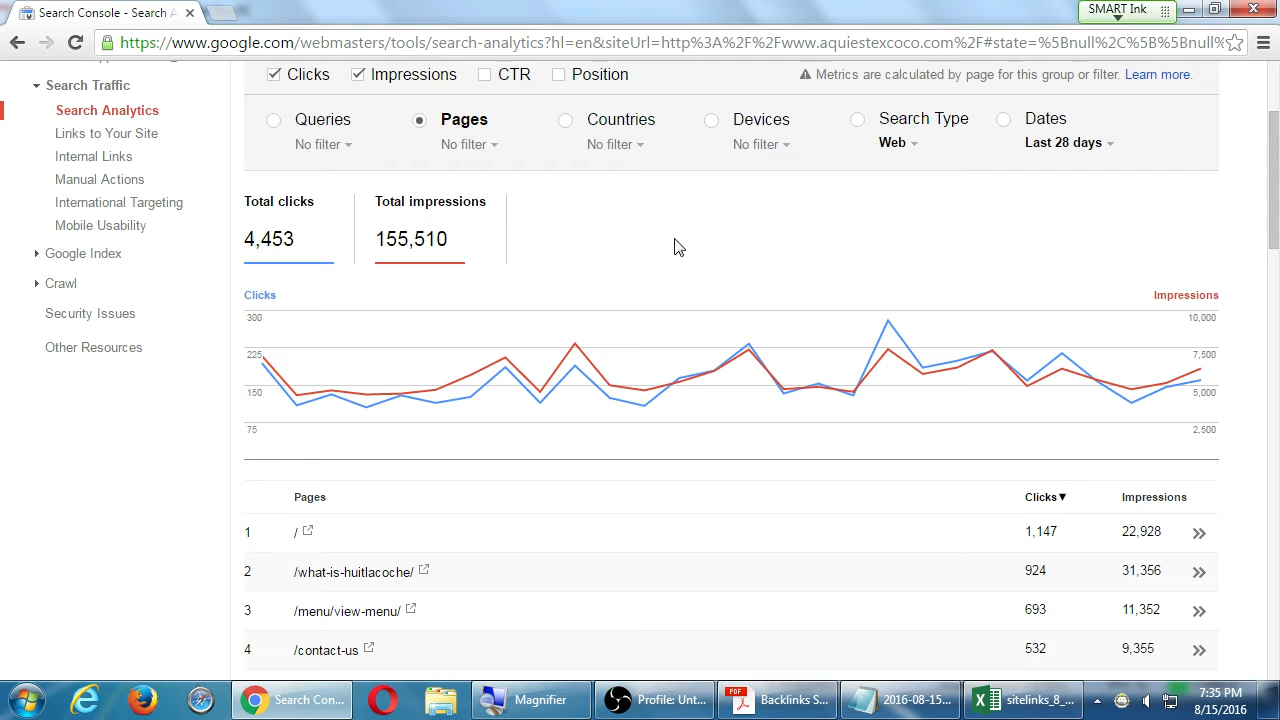 Search Console - Search A
SMART Ink
https://www.google.com/webmasters/tools/search-analytics?hl=en&siteUrl=http%3A%2F%2Fwww.aquiestexcoco.com%2F#state=%5Bnull%2C%5B%5Bnull%
Search Traffic
Search Analytics
Links to Your Site
Internal Links
Manual Actions
International Targeting
Mobile Usability
Google Index
Crawl
Security Issues
Other Resources
Clicks Impressions CTR Position
Metrics are calculated by page for this group or filter. Learn more.
Queries Pages Countries Devices Search Type Dates
No filter No filter No filter No filter Web Last 28 days
Total clicks Total impressions
4,453 155,510
Clicks Impressions
300 10,000
225 7,500
150 5,000
75 2,500
Pages Clicks▼ Impressions
1 / 1,147 22,928
2 /what-is-huitlacoche/ 924 31,356
3 /menu/view-menu/ 693 11,352
4 /contact-us 532 9,355
Search Con...
Magnifier
Profile: Unt...
PDF
Backlinks S...
2016-08-15...
sitelinks_8_...
7:35 PM
8/15/2016